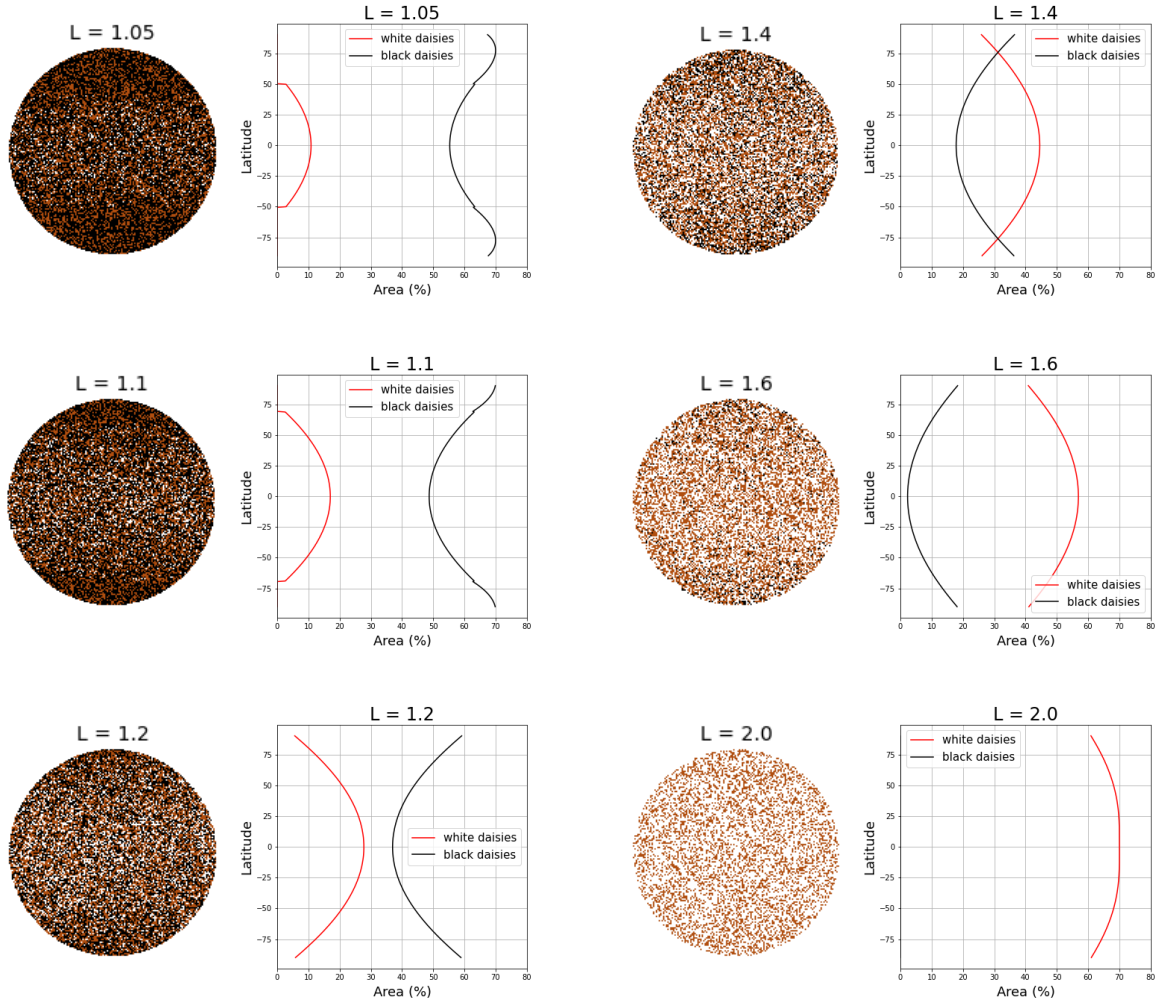 L = 1.05
L = 1.05
white daisies
black daisies
Latitude
75
50
25
0
−25
−50
−75
0 10 20 30 40 50 60 70 80
Area (%)
L = 1.4
L = 1.4
white daisies
black daisies
Latitude
75
50
25
0
−25
−50
−75
0 10 20 30 40 50 60 70 80
Area (%)
L = 1.1
L = 1.1
white daisies
black daisies
Latitude
75
50
25
0
−25
−50
−75
0 10 20 30 40 50 60 70 80
Area (%)
L = 1.6
L = 1.6
Latitude
75
50
25
0
−25
−50
−75
white daisies
black daisies
0 10 20 30 40 50 60 70 80
Area (%)
L = 1.2
L = 1.2
Latitude
75
50
25
0
−25
−50
−75
white daisies
black daisies
0 10 20 30 40 50 60 70 80
Area (%)
L = 2.0
L = 2.0
white daisies
black daisies
Latitude
75
50
25
0
−25
−50
−75
0 10 20 30 40 50 60 70 80
Area (%)